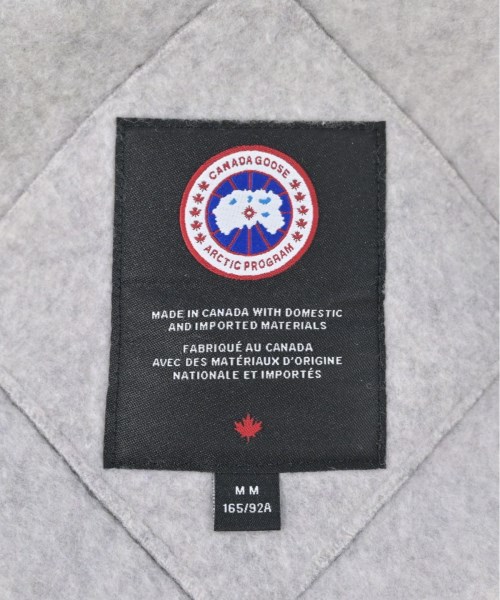 CANADA GOOSE
ARCTIC PROGRAM
MADE IN CANADA WITH DOMESTIC
AND IMPORTED MATERIALS
FABRIQUÉ AU CANADA
AVEC DES MATÉRIAUX D'ORIGINE
NATIONALE ET IMPORTÉS
M M
165/92A